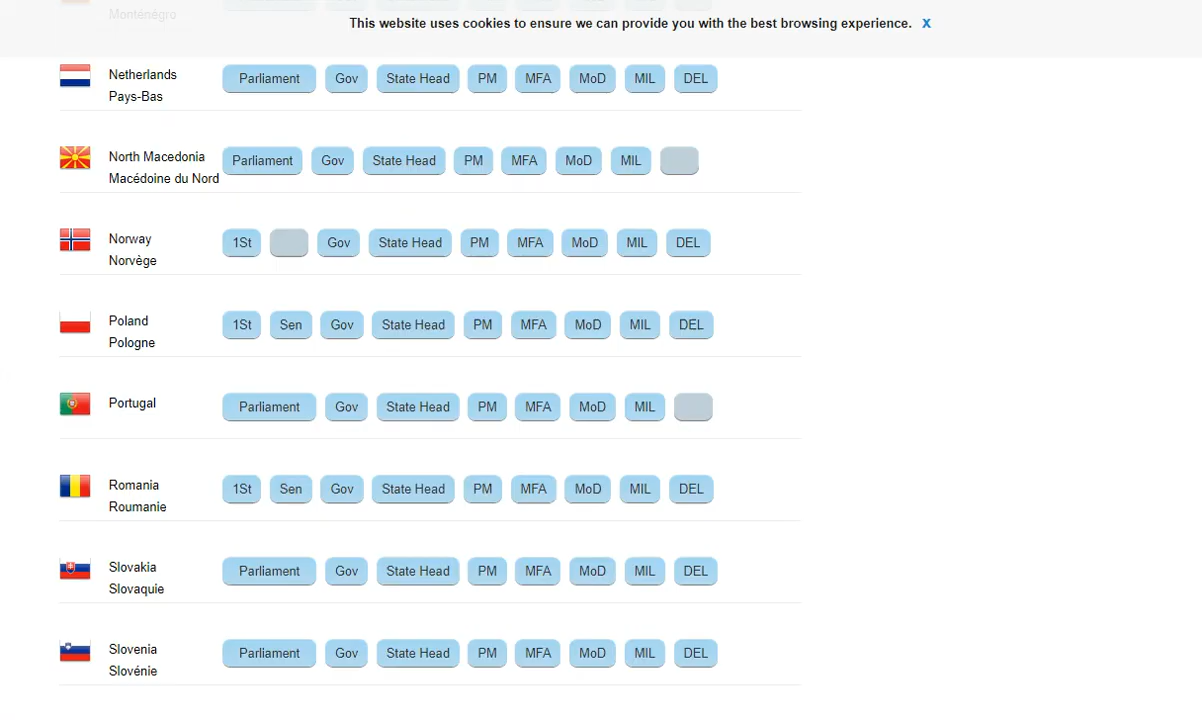 Monténégro
This website uses cookies to ensure we can provide you with the best browsing experience. X
Netherlands Parliament Gov State Head PM MFA MoD MIL DEL
Pays-Bas
North Macedonia Parliament Gov State Head PM MFA MoD MIL
Macédoine du Nord
Norway 1St Gov State Head PM MFA MoD MIL DEL
Norvège
Poland 1St Sen Gov State Head PM MFA MoD MIL DEL
Pologne
Portugal Parliament Gov State Head PM MFA MoD MIL
Romania 1St Sen Gov State Head PM MFA MoD MIL DEL
Roumanie
Slovakia Parliament Gov State Head PM MFA MoD MIL DEL
Slovaquie
Slovenia Parliament Gov State Head PM MFA MoD MIL DEL
Slovénie